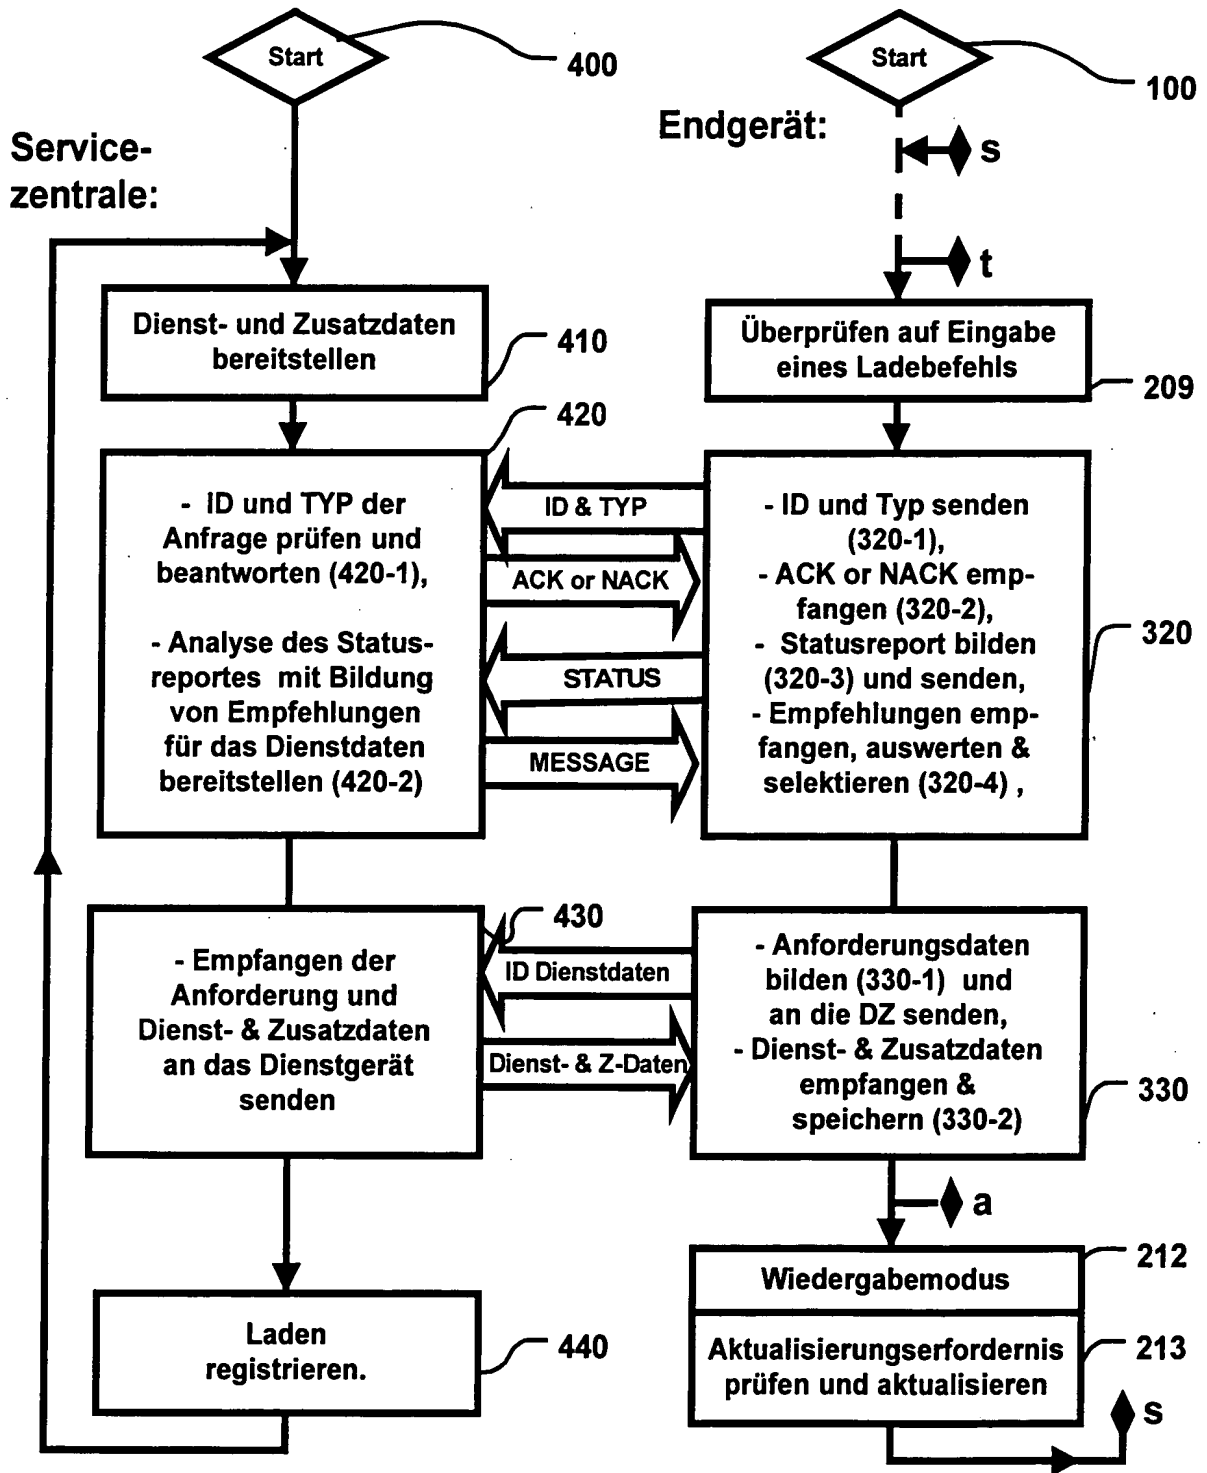 Start
400
Start
100
Endgerät:
s
Service-
zentrale:
t
Dienst- und Zusatzdaten
bereitstellen
410
Überprüfen auf Eingabe
eines Ladebefehls
209
420
- ID und TYP der
Anfrage prüfen und
beantworten (420-1),
- Analyse des Status-
reportes mit Bildung
von Empfehlungen
für das Dienstdaten
bereitstellen (420-2)
ID & TYP
ACK or NACK
STATUS
MESSAGE
- ID und Typ senden
(320-1),
- ACK or NACK emp-
fangen (320-2),
- Statusreport bilden
(320-3) und senden,
- Empfehlungen emp-
fangen, auswerten &
selektieren (320-4) ,
320
430
- Empfangen der
Anforderung und
Dienst- & Zusatzdaten
an das Dienstgerät
senden
ID Dienstdaten
Dienst- & Z-Daten
- Anforderungsdaten
bilden (330-1) und
an die DZ senden,
- Dienst- & Zusatzdaten
empfangen &
speichern (330-2)
330
a
Wiedergabemodus
212
Laden
registrieren.
440
Aktualisierungserfordernis
prüfen und aktualisieren
213
s